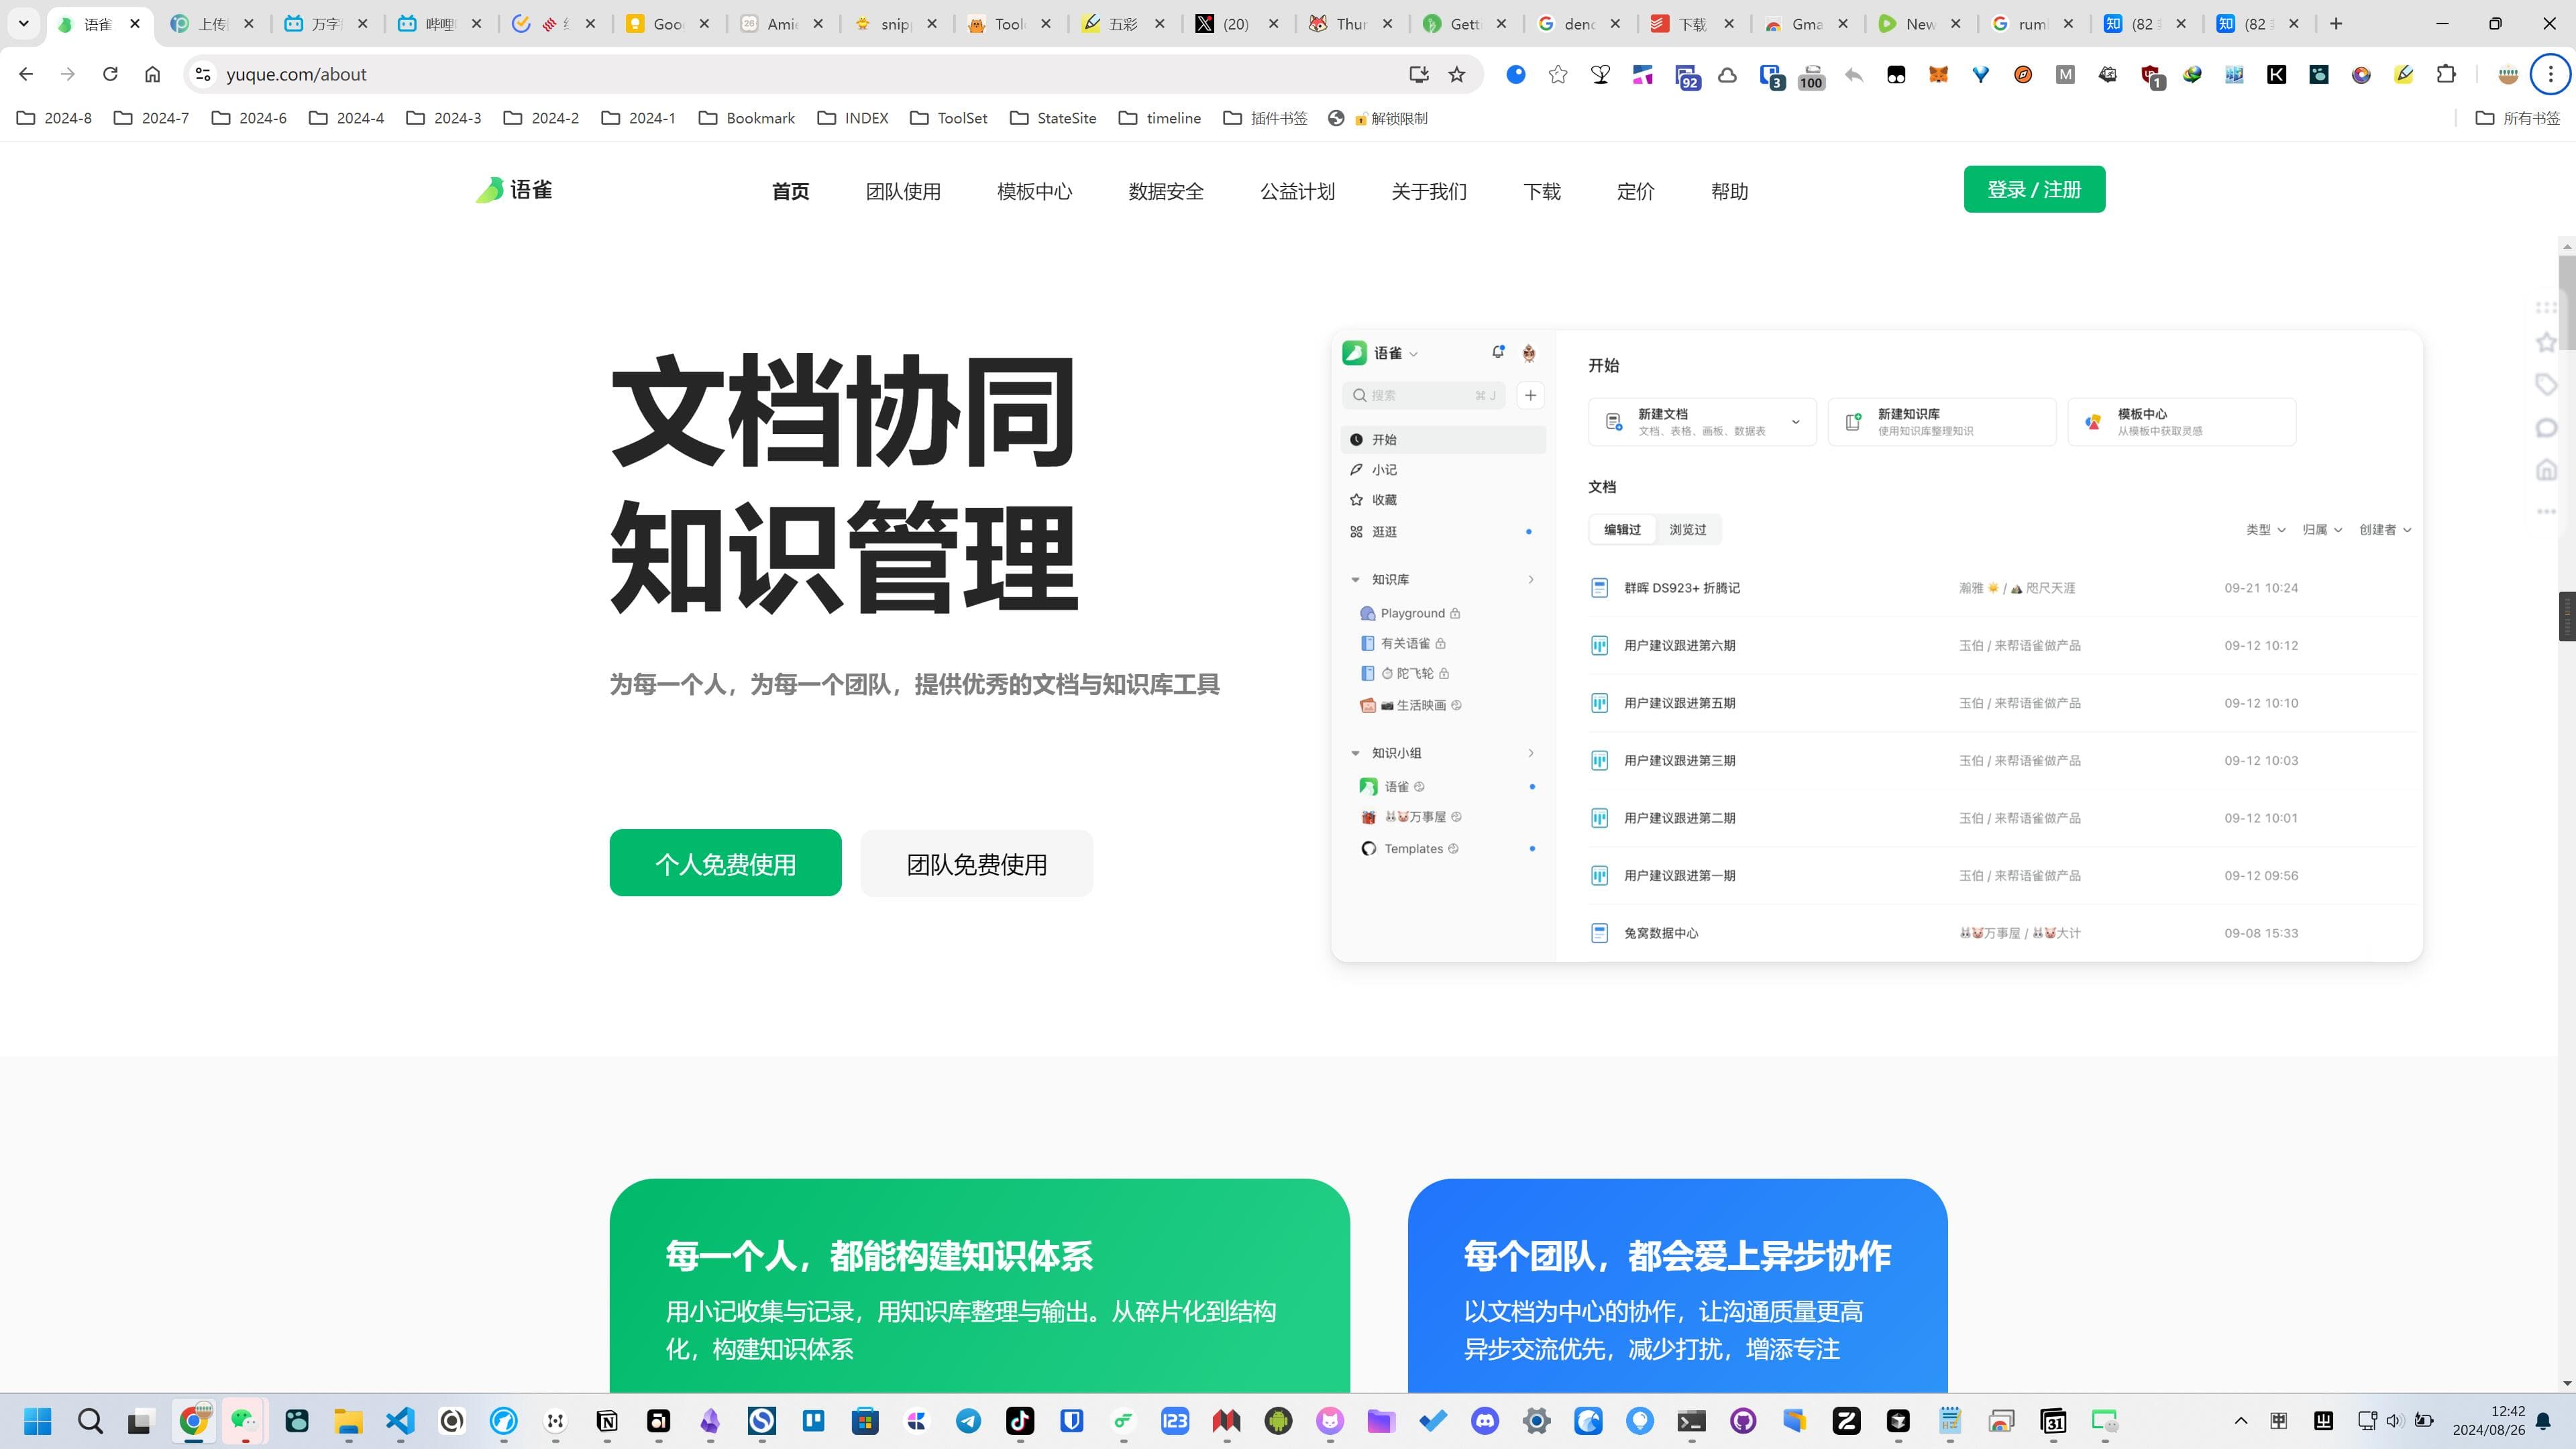 语雀
上传
万字
哔哩
Goo
Amie
snip
Tool
五彩
(20)
Thur
Gett
denc
下载
Gma
New
rum
(82
(82
yuque.com/about
92
3
100
1
2024-8
2024-7
2024-6
2024-4
2024-3
2024-2
2024-1
Bookmark
INDEX
ToolSet
StateSite
timeline
插件书签
🔓解锁限制
所有书签
语雀
首页
团队使用
模板中心
数据安全
公益计划
关于我们
下载
定价
帮助
登录 / 注册
文档协同
知识管理
为每一个人，为每一个团队，提供优秀的文档与知识库工具
个人免费使用
团队免费使用
语雀
搜索 ⌘ J
开始
小记
收藏
逛逛
知识库
Playground
有关语雀
⏱ 陀飞轮
📷 生活映画
知识小组
语雀
🐰🐷万事屋
Templates
开始
新建文档
文档、表格、画板、数据表
新建知识库
使用知识库整理知识
模板中心
从模板中获取灵感
文档
编辑过 浏览过
类型 归属 创建者
群晖 DS923+ 折腾记 瀚雅 ☀️ / ⛰️ 咫尺天涯 09-21 10:24
用户建议跟进第六期 玉伯 / 来帮语雀做产品 09-12 10:12
用户建议跟进第五期 玉伯 / 来帮语雀做产品 09-12 10:10
用户建议跟进第三期 玉伯 / 来帮语雀做产品 09-12 10:03
用户建议跟进第二期 玉伯 / 来帮语雀做产品 09-12 10:01
用户建议跟进第一期 玉伯 / 来帮语雀做产品 09-12 09:56
兔窝数据中心 🐰🐷万事屋 / 🐰🐷大计 09-08 15:33
每一个人，都能构建知识体系
用小记收集与记录，用知识库整理与输出。从碎片化到结构
化，构建知识体系
每个团队，都会爱上异步协作
以文档为中心的协作，让沟通质量更高
异步交流优先，减少打扰，增添专注
12:42
2024/08/26